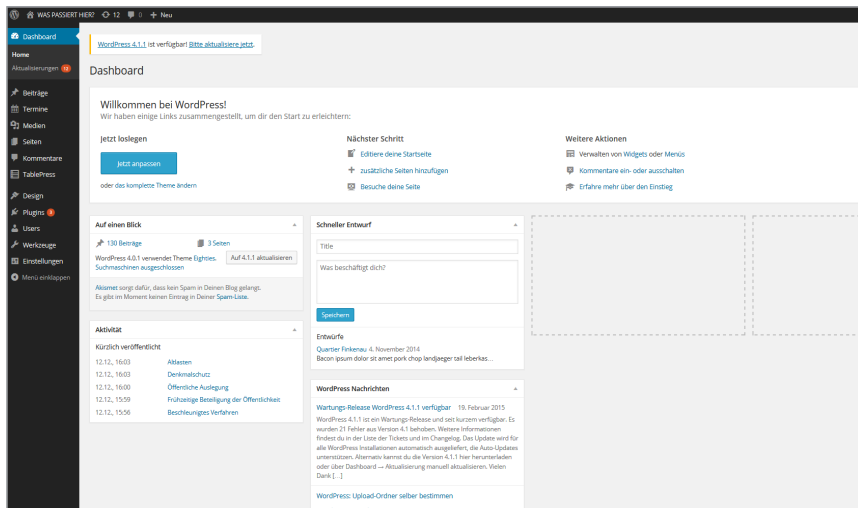 WAS PASSIERT HIER? 12 0 + Neu
Dashboard
Home
Aktualisierungen 12
Beiträge
Termine
Medien
Seiten
Kommentare
TablePress
Design
Plugins
Users
Werkzeuge
Einstellungen
Menü einklappen
WordPress 4.1.1 ist verfügbar! Bitte aktualisiere jetzt.
Dashboard
Willkommen bei WordPress!
Wir haben einige Links zusammengestellt, um dir den Start zu erleichtern:
Jetzt loslegen
Jetzt anpassen
oder das komplette Theme ändern
Nächster Schritt
Editiere deine Startseite
zusätzliche Seiten hinzufügen
Besuche deine Seite
Weitere Aktionen
Verwalten von Widgets oder Menüs
Kommentare ein- oder ausschalten
Erfahre mehr über den Einstieg
Auf einen Blick
130 Beiträge 3 Seiten
WordPress 4.0.1 verwendet Theme Eighties. Auf 4.1.1 aktualisieren
Suchmaschinen ausgeschlossen
Akismet sorgt dafür, dass kein Spam in Deinen Blog gelangt.
Es gibt im Moment keinen Eintrag in Deiner Spam-Liste.
Aktivität
Kürzlich veröffentlicht
12.12., 16:03 Altlasten
12.12., 16:03 Denkmalschutz
12.12., 16:00 Öffentliche Auslegung
12.12., 15:59 Frühzeitige Beteiligung der Öffentlichkeit
12.12., 15:56 Beschleunigtes Verfahren
Schneller Entwurf
Title
Was beschäftigt dich?
Speichern
Entwürfe
Quartier Finkenau 4. November 2014
Bacon ipsum dolor sit amet pork chop landjaeger tail leberkas…
WordPress Nachrichten
Wartungs-Release WordPress 4.1.1 verfügbar 19. Februar 2015
WordPress 4.1.1 ist ein Wartungs-Release und seit kurzem verfügbar. Es
wurden 21 Fehler aus Version 4.1 behoben. Weitere Informationen
findest du in der Liste der Tickets und im Changelog. Das Update wird für
alle WordPress Installationen automatisch ausgeliefert, die Auto-Updates
unterstützen. Alternativ kannst du die Version 4.1.1 hier herunterladen
oder über Dashboard → Aktualisierung manuell aktualisieren. Vielen
Dank […]
WordPress: Upload-Ordner selber bestimmen